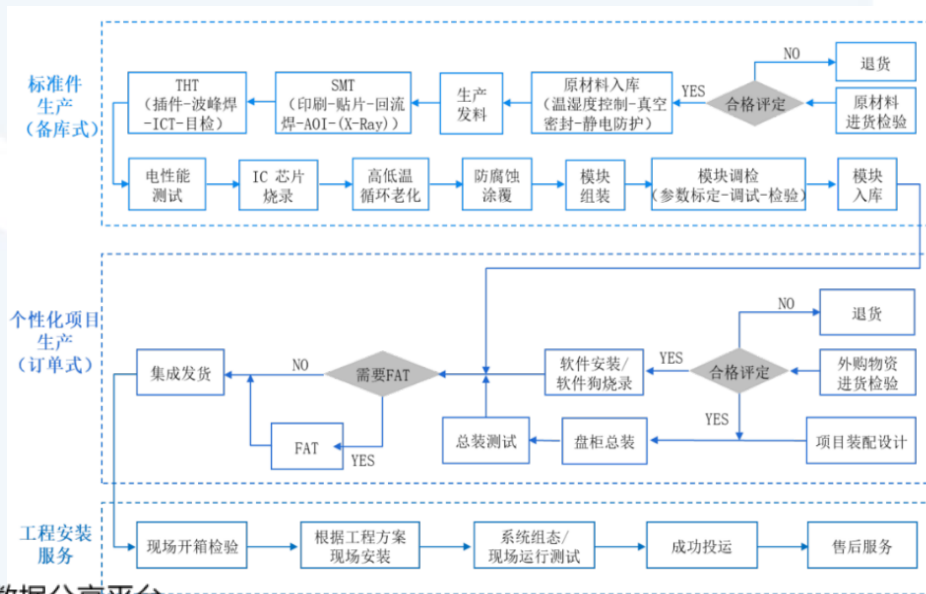 标准件
生产
（备库式）
THT
（插件-波峰焊
-ICT-目检）
SMT
（印刷-贴片-回流
焊-AOI-(X-Ray)）
生产
发料
原材料入库
（温湿度控制-真空
密封-静电防护）
YES
合格评定
NO
退货
原材料
进货检验
电性能
测试
IC 芯片
烧录
高低温
循环老化
防腐蚀
涂覆
模块
组装
模块调检
（参数标定-调试-检验）
模块
入库
个性化项目
生产
（订单式）
集成发货
NO
需要FAT
YES
FAT
软件安装/
软件狗烧录
YES
合格评定
NO
退货
外购物资
进货检验
YES
总装测试
盘柜总装
项目装配设计
工程安装
服务
现场开箱检验
根据工程方案
现场安装
系统组态/
现场运行测试
成功投运
售后服务
数据分享平台